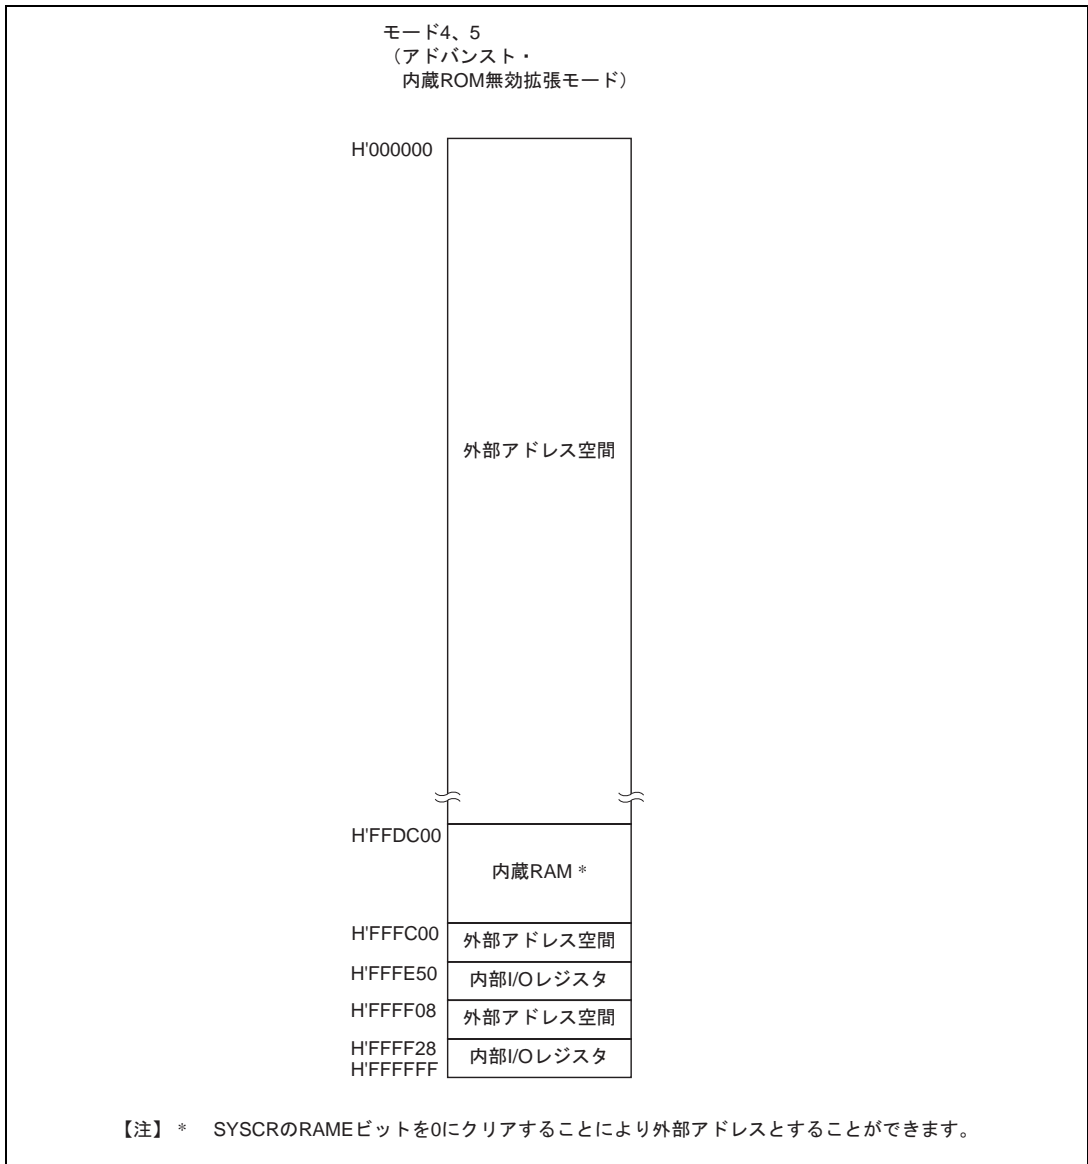 モード4、5
（アドバンスト・
内蔵ROM無効拡張モード）
H'000000
外部アドレス空間
H'FFDC00
内蔵RAM *
H'FFFC00
外部アドレス空間
H'FFFE50
内部I/Oレジスタ
H'FFFF08
外部アドレス空間
H'FFFF28
内部I/Oレジスタ
H'FFFFFF
【注】 * SYSCRのRAMEビットを0にクリアすることにより外部アドレスとすることができます。